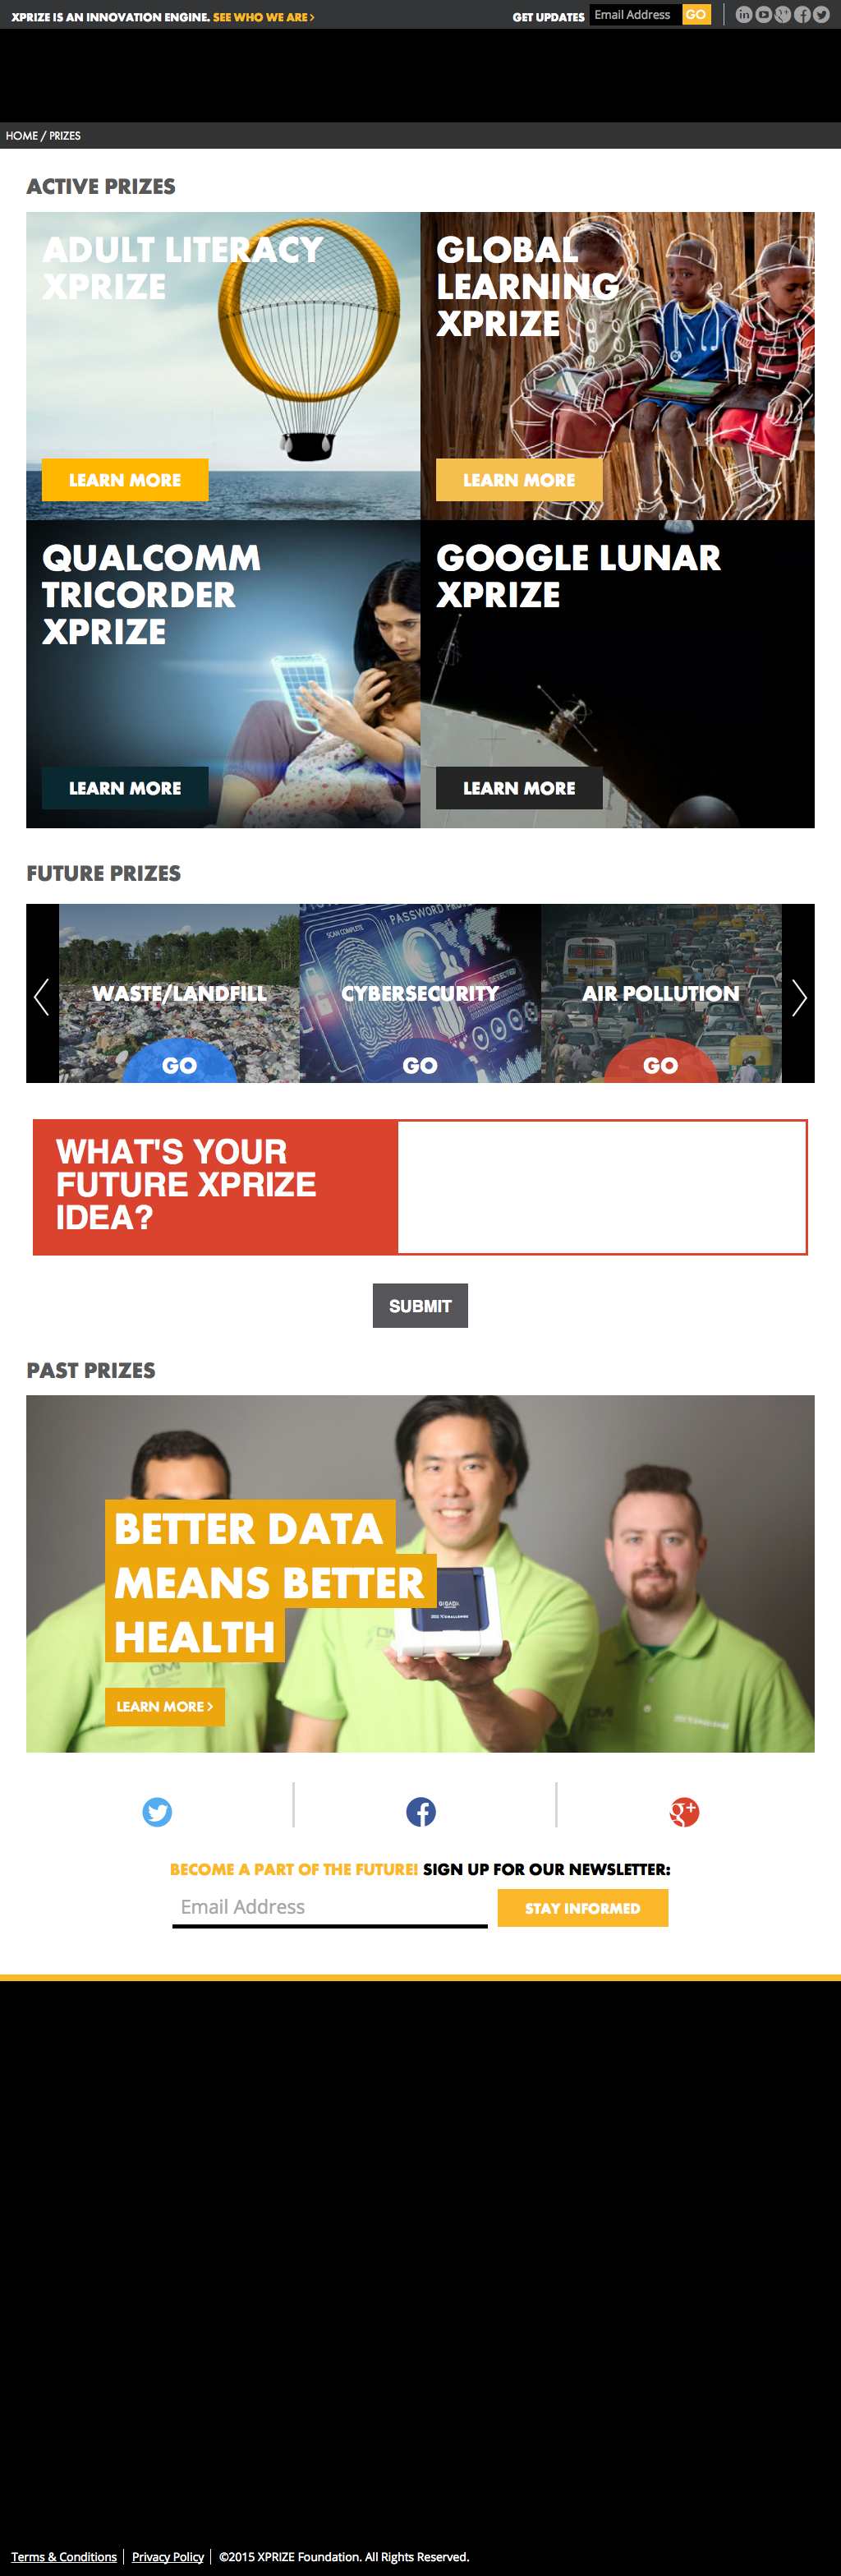 XPRIZE IS AN INNOVATION ENGINE. SEE WHO WE ARE >
GET UPDATES
Email Address
GO
HOME / PRIZES
ACTIVE PRIZES
ADULT LITERACY
XPRIZE
LEARN MORE
GLOBAL
LEARNING
XPRIZE
LEARN MORE
QUALCOMM
TRICORDER
XPRIZE
LEARN MORE
GOOGLE LUNAR
XPRIZE
LEARN MORE
FUTURE PRIZES
WASTE/LANDFILL
GO
SCAN COMPLETE
CYBERSECURITY
GO
AIR POLLUTION
GO
WHAT'S YOUR
FUTURE XPRIZE
IDEA?
SUBMIT
PAST PRIZES
BETTER DATA
MEANS BETTER
HEALTH
LEARN MORE >
DMI
BECOME A PART OF THE FUTURE! SIGN UP FOR OUR NEWSLETTER:
Email Address
STAY INFORMED
Terms & Conditions
Privacy Policy
©2015 XPRIZE Foundation. All Rights Reserved.